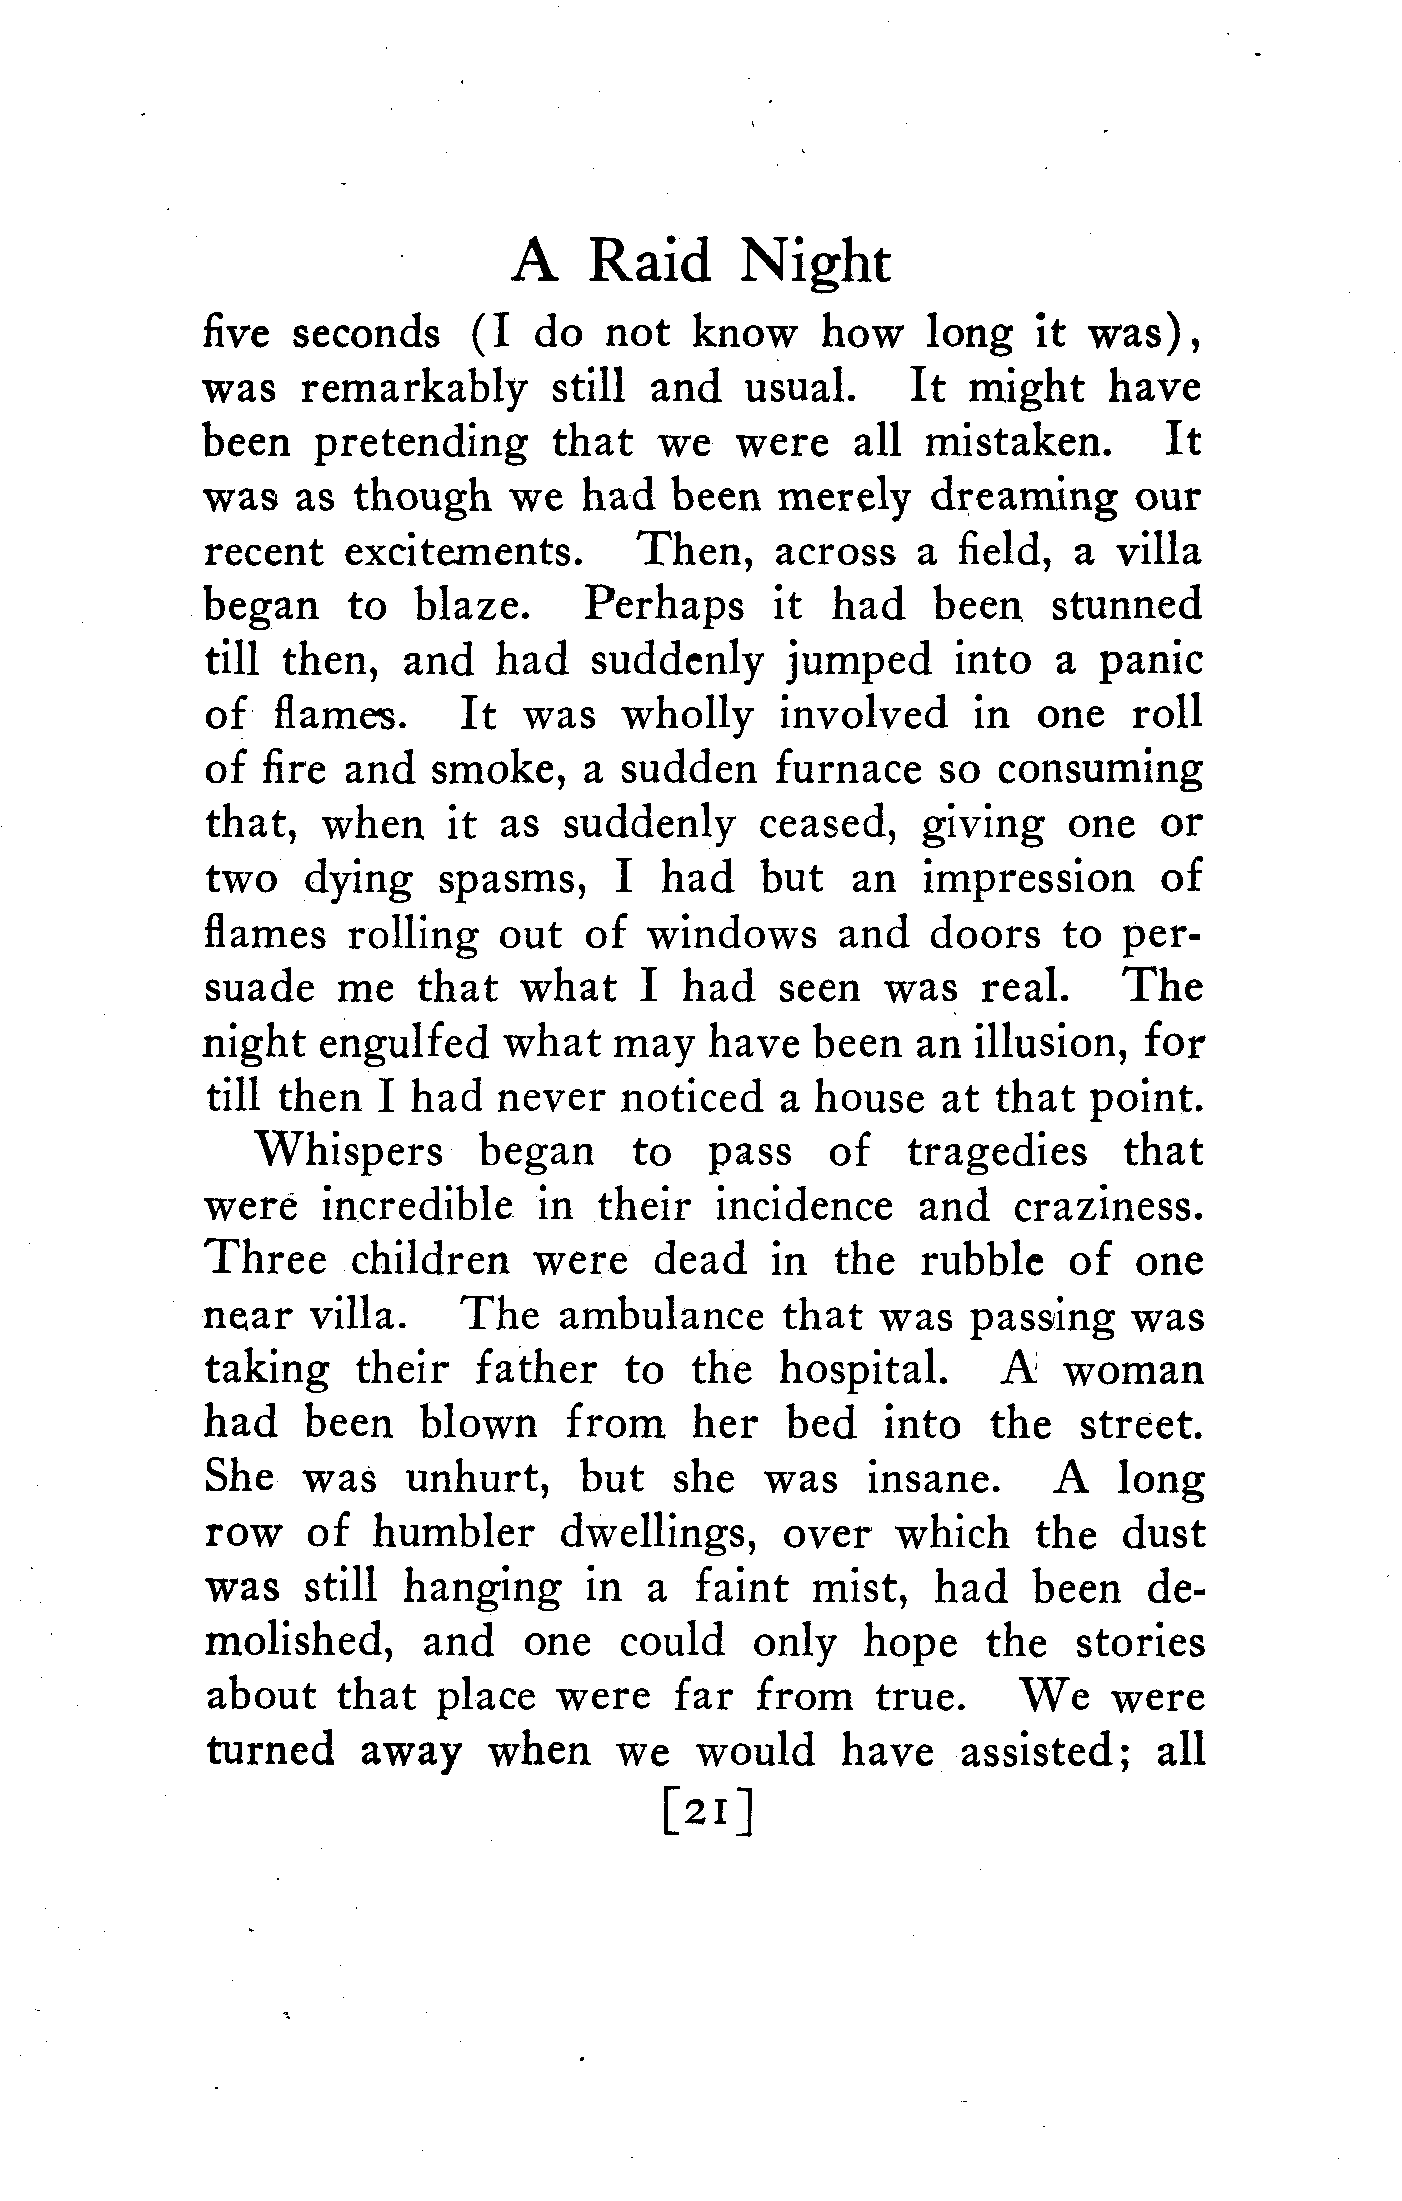 A Raid Night
five seconds (I do not know how long it was),
was remarkably still and usual. It might have
been pretending that we were all mistaken. It
was as though we had been merely dreaming our
recent excitements. Then, across a field, a villa
began to blaze. Perhaps it had been stunned
till then, and had suddenly jumped into a panic
of flames. It was wholly involved in one roll
of fire and smoke, a sudden furnace so consuming
that, when it as suddenly ceased, giving one or
two dying spasms, I had but an impression of
flames rolling out of windows and doors to per-
suade me that what I had seen was real. The
night engulfed what may have been an illusion, for
till then I had never noticed a house at that point.
Whispers began to pass of tragedies that
were incredible in their incidence and craziness.
Three children were dead in the rubble of one
near villa. The ambulance that was passing was
taking their father to the hospital. A woman
had been blown from her bed into the street.
She was unhurt, but she was insane. A long
row of humbler dwellings, over which the dust
was still hanging in a faint mist, had been de-
molished, and one could only hope the stories
about that place were far from true. We were
turned away when we would have assisted; all
[21]